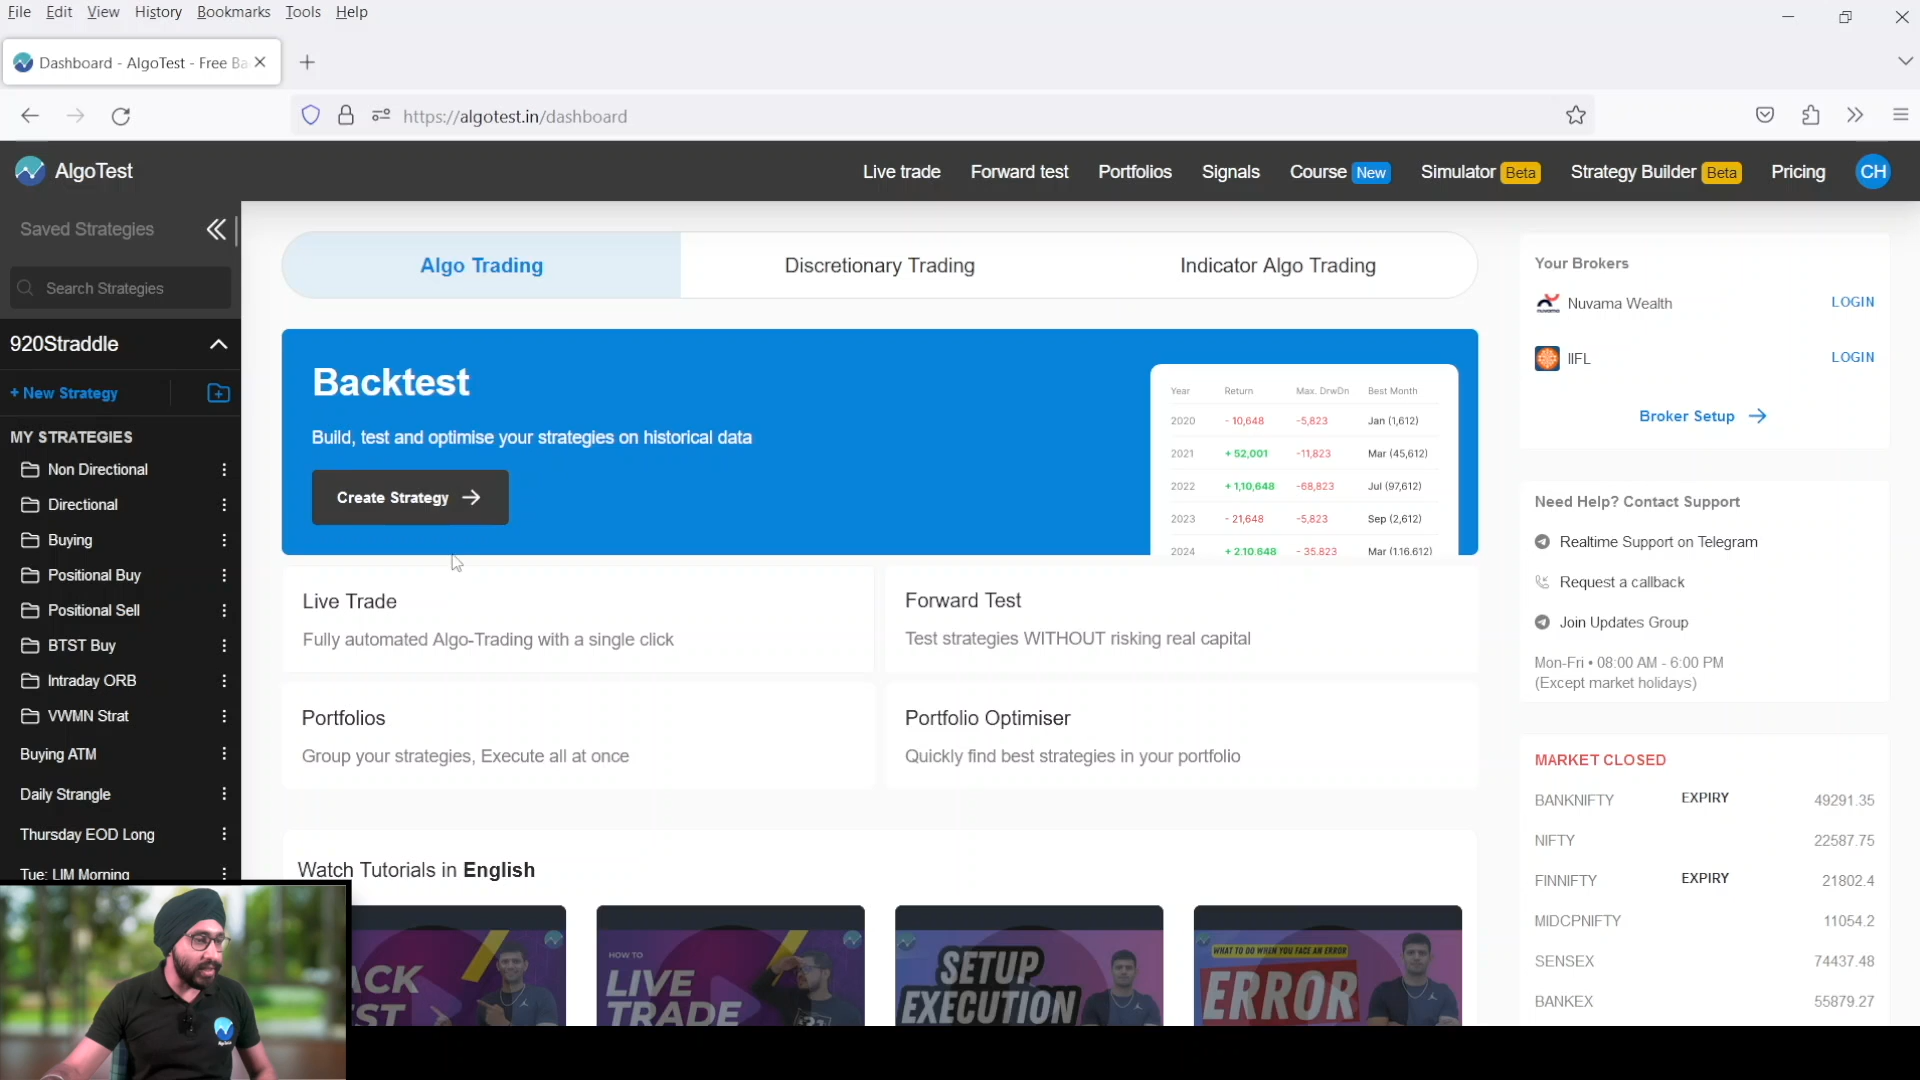 File Edit View History Bookmarks Tools Help
Dashboard - AlgoTest - Free Ba
https://algotest.in/dashboard
AlgoTest
Live trade Forward test Portfolios Signals Course New Simulator Beta Strategy Builder Beta Pricing CH
Saved Strategies
Search Strategies
920Straddle
+ New Strategy
MY STRATEGIES
Non Directional
Directional
Buying
Positional Buy
Positional Sell
BTST Buy
Intraday ORB
VWMN Strat
Buying ATM
Daily Strangle
Thursday EOD Long
Tue: LIM Morning
Algo Trading Discretionary Trading Indicator Algo Trading
Backtest
Build, test and optimise your strategies on historical data
Create Strategy
Year Return Max. DrwDn Best Month
2020 - 10,648 -5,823 Jan (1,612)
2021 + 52,001 -11,823 Mar (45,612)
2022 + 1,10,648 -68,823 Jul (97,612)
2023 - 21,648 -5,823 Sep (2,612)
2024 + 2,10,648 - 35,823 Mar (1,16,612)
Live Trade
Fully automated Algo-Trading with a single click
Forward Test
Test strategies WITHOUT risking real capital
Portfolios
Group your strategies, Execute all at once
Portfolio Optimiser
Quickly find best strategies in your portfolio
Watch Tutorials in English
ACK
ST
HOW TO
LIVE
TRADE
SETUP
EXECUTION
WHAT TO DO WHEN YOU FACE AN ERROR
ERROR
Your Brokers
Nuvama Wealth LOGIN
IIFL LOGIN
Broker Setup
Need Help? Contact Support
Realtime Support on Telegram
Request a callback
Join Updates Group
Mon-Fri • 08:00 AM - 6:00 PM
(Except market holidays)
MARKET CLOSED
BANKNIFTY EXPIRY 49291.35
NIFTY 22587.75
FINNIFTY EXPIRY 21802.4
MIDCPNIFTY 11054.2
SENSEX 74437.48
BANKEX 55879.27